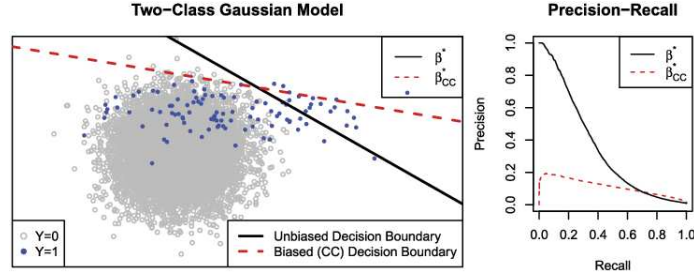 Two-Class Gaussian Model
β*
β*CC
Y=0
Y=1
Unbiased Decision Boundary
Biased (CC) Decision Boundary
Precision-Recall
β*
β*CC
Precision
1.0
0.8
0.6
0.4
0.2
0.0
0.0 0.2 0.4 0.6 0.8 1.0
Recall